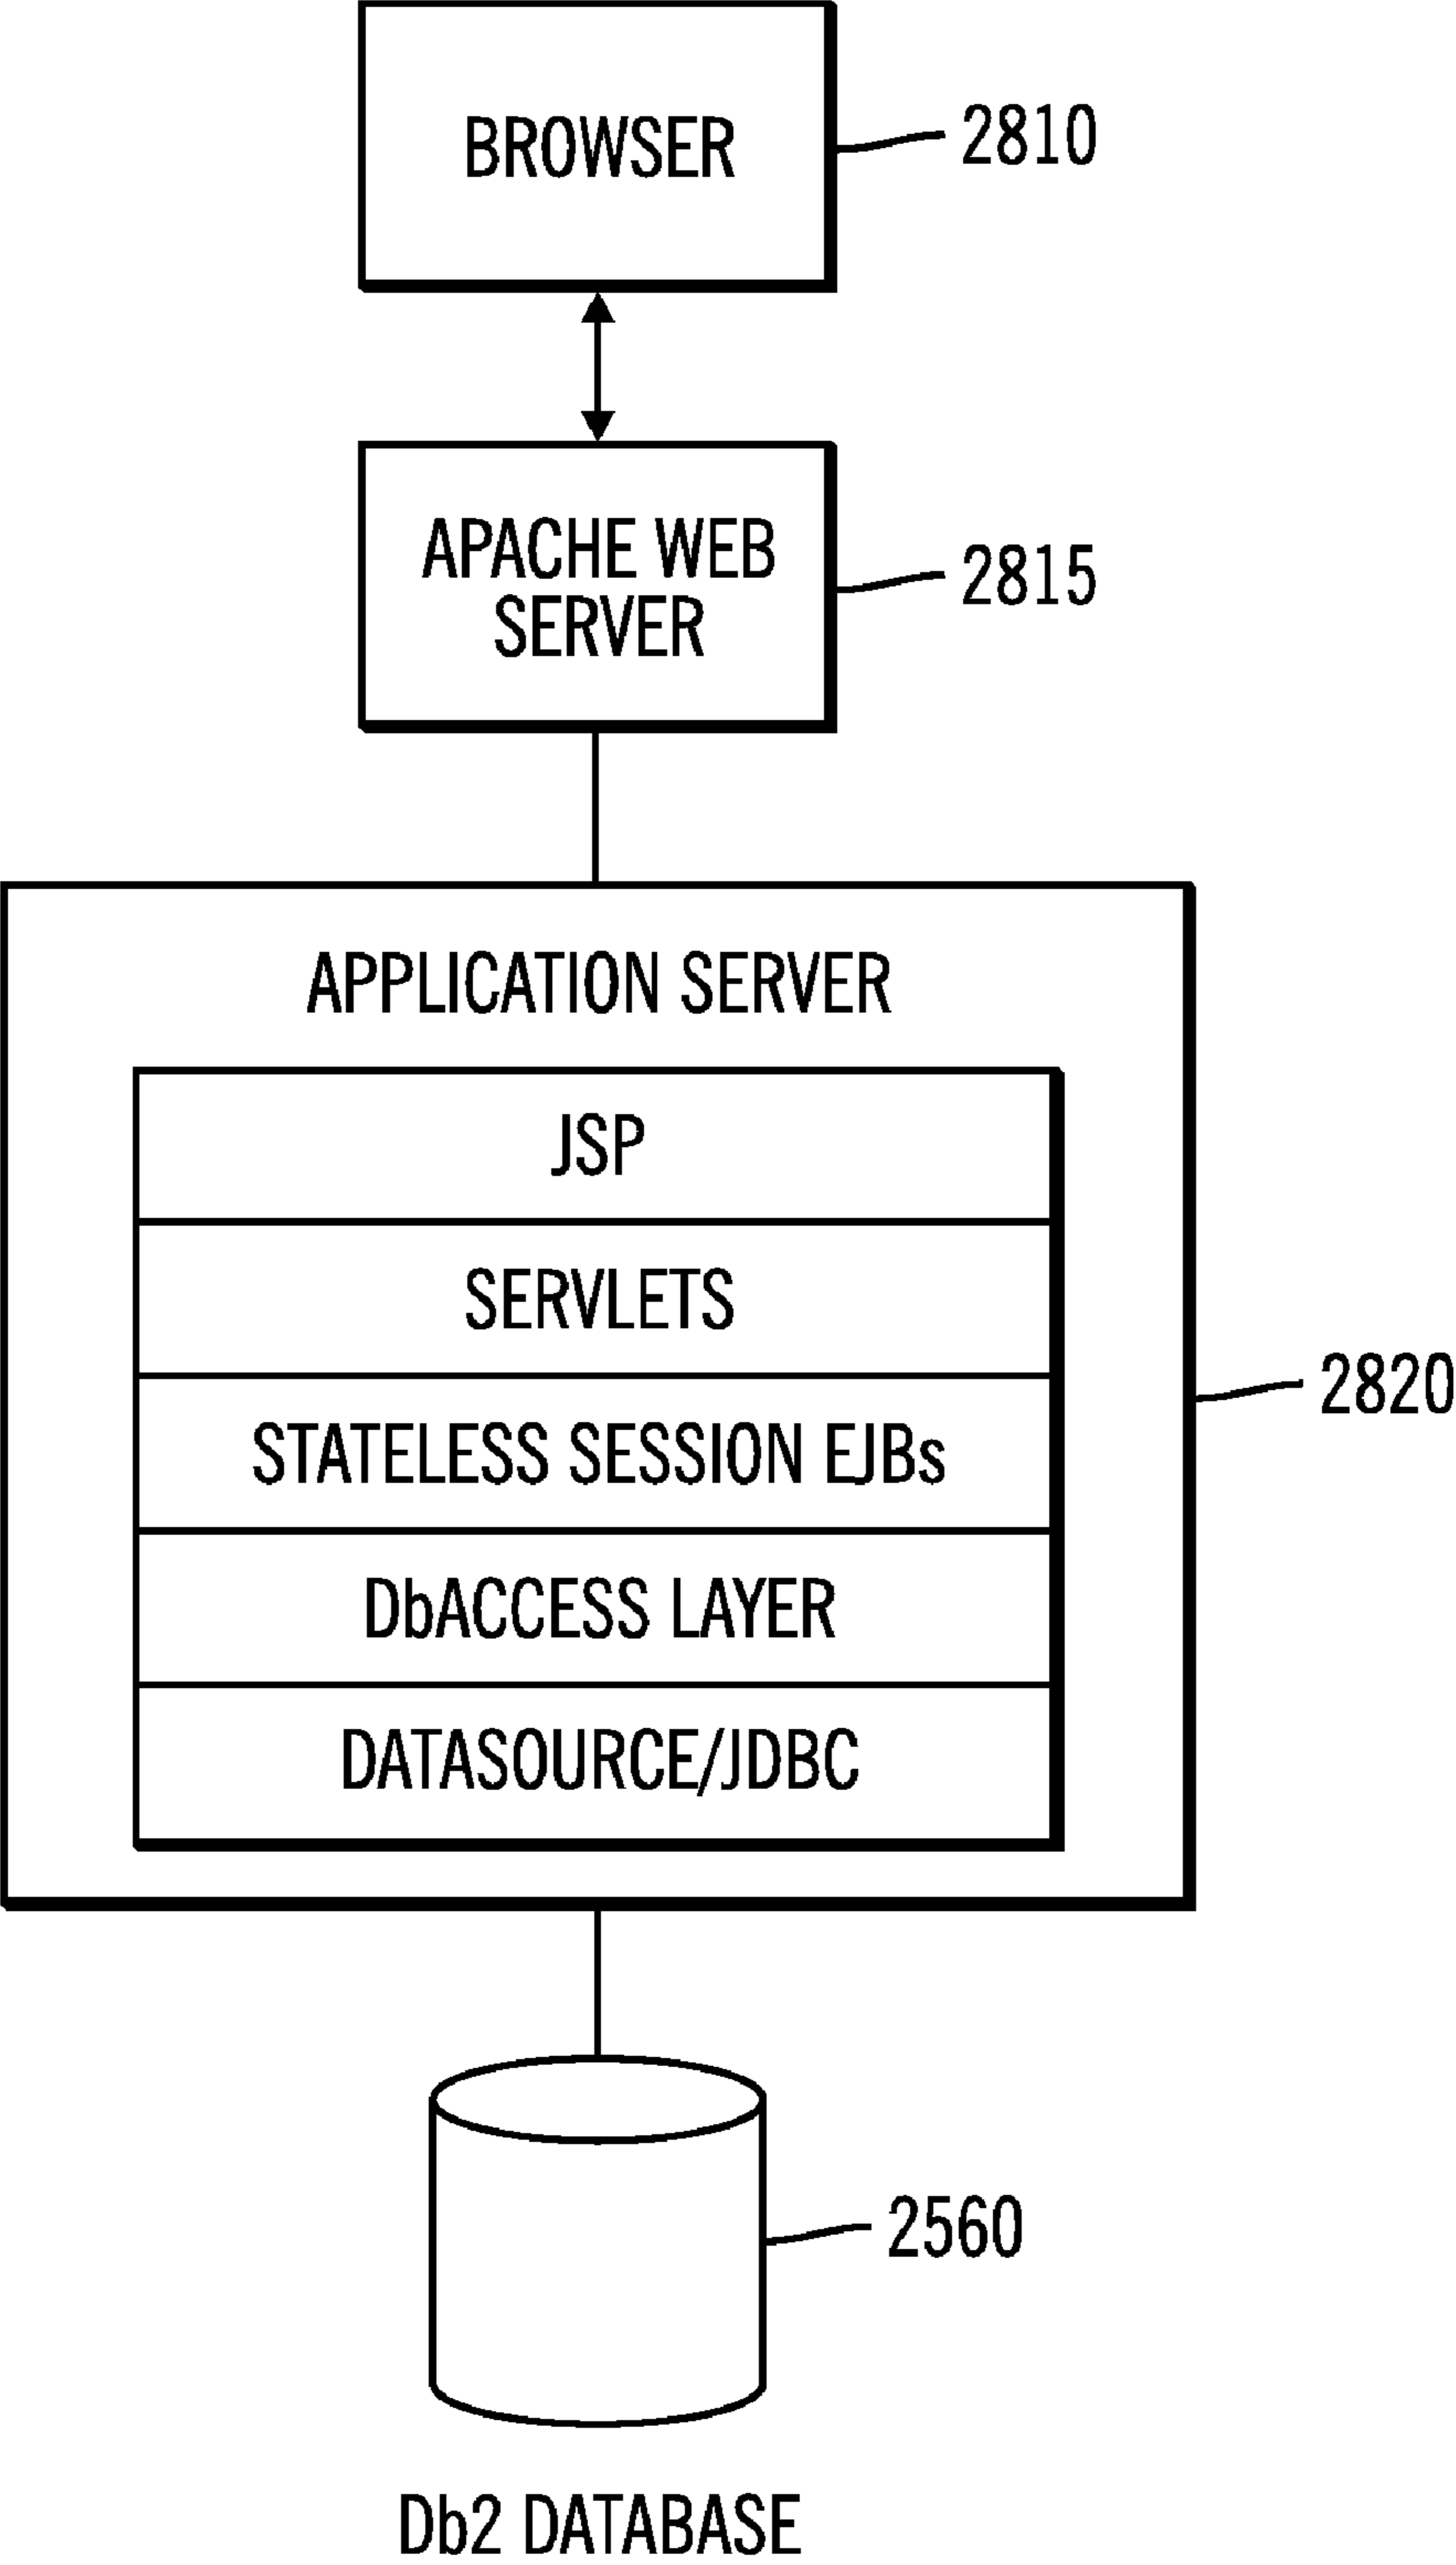 BROWSER
2810
APACHE WEB
SERVER
2815
APPLICATION SERVER
JSP
SERVLETS
STATELESS SESSION EJBs
DbACCESS LAYER
DATASOURCE/JDBC
2820
2560
Db2 DATABASE